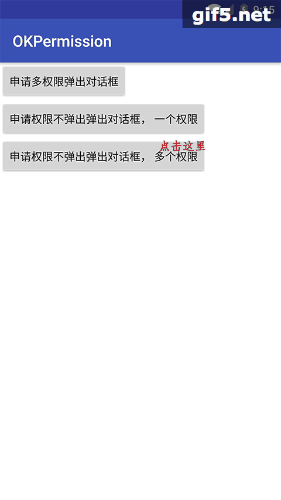 gif5.net
OKPermission
申请多权限弹出对话框
申请权限不弹出弹出对话框， 一个权限
申请权限不弹出弹出对话框， 多个权限
点击这里